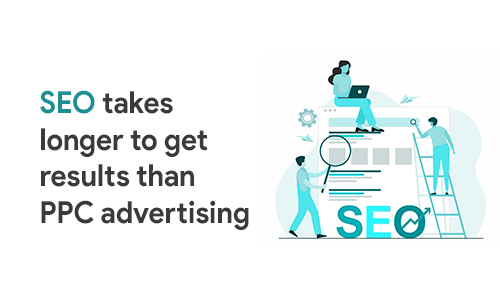 SEO takes
longer to get
results than
PPC advertising
SEO